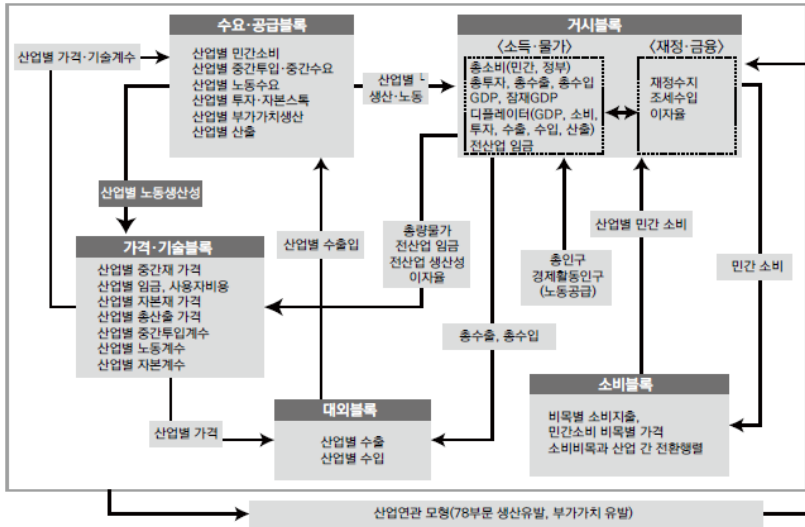 수요·공급블록
산업별 민간소비
산업별 중간투입·중간수요
산업별 노동수요
산업별 투자·자본스톡
산업별 부가가치생산
산업별 산출
거시블록
〈소득·물가〉
총소비(민간, 정부)
총투자, 총수출, 총수입
GDP, 잠재GDP
디플레이터(GDP, 소비,
투자, 수출, 수입, 산출)
전산업 임금
〈재정·금융〉
재정수지
조세수입
이자율
산업별 가격·기술계수
산업별
생산·노동
산업별 노동생산성
가격·기술블록
산업별 중간재 가격
산업별 임금, 사용자비용
산업별 자본재 가격
산업별 총산출 가격
산업별 중간투입계수
산업별 노동계수
산업별 자본계수
산업별 수출입
총량물가
전산업 임금
전산업 생산성
이자율
총인구
경제활동인구
(노동공급)
산업별 민간 소비
민간 소비
총수출, 총수입
산업별 가격
대외블록
산업별 수출
산업별 수입
소비블록
비목별 소비지출,
민간소비 비목별 가격
소비비목과 산업 간 전환행렬
산업연관 모형(78부문 생산유발, 부가가치 유발)